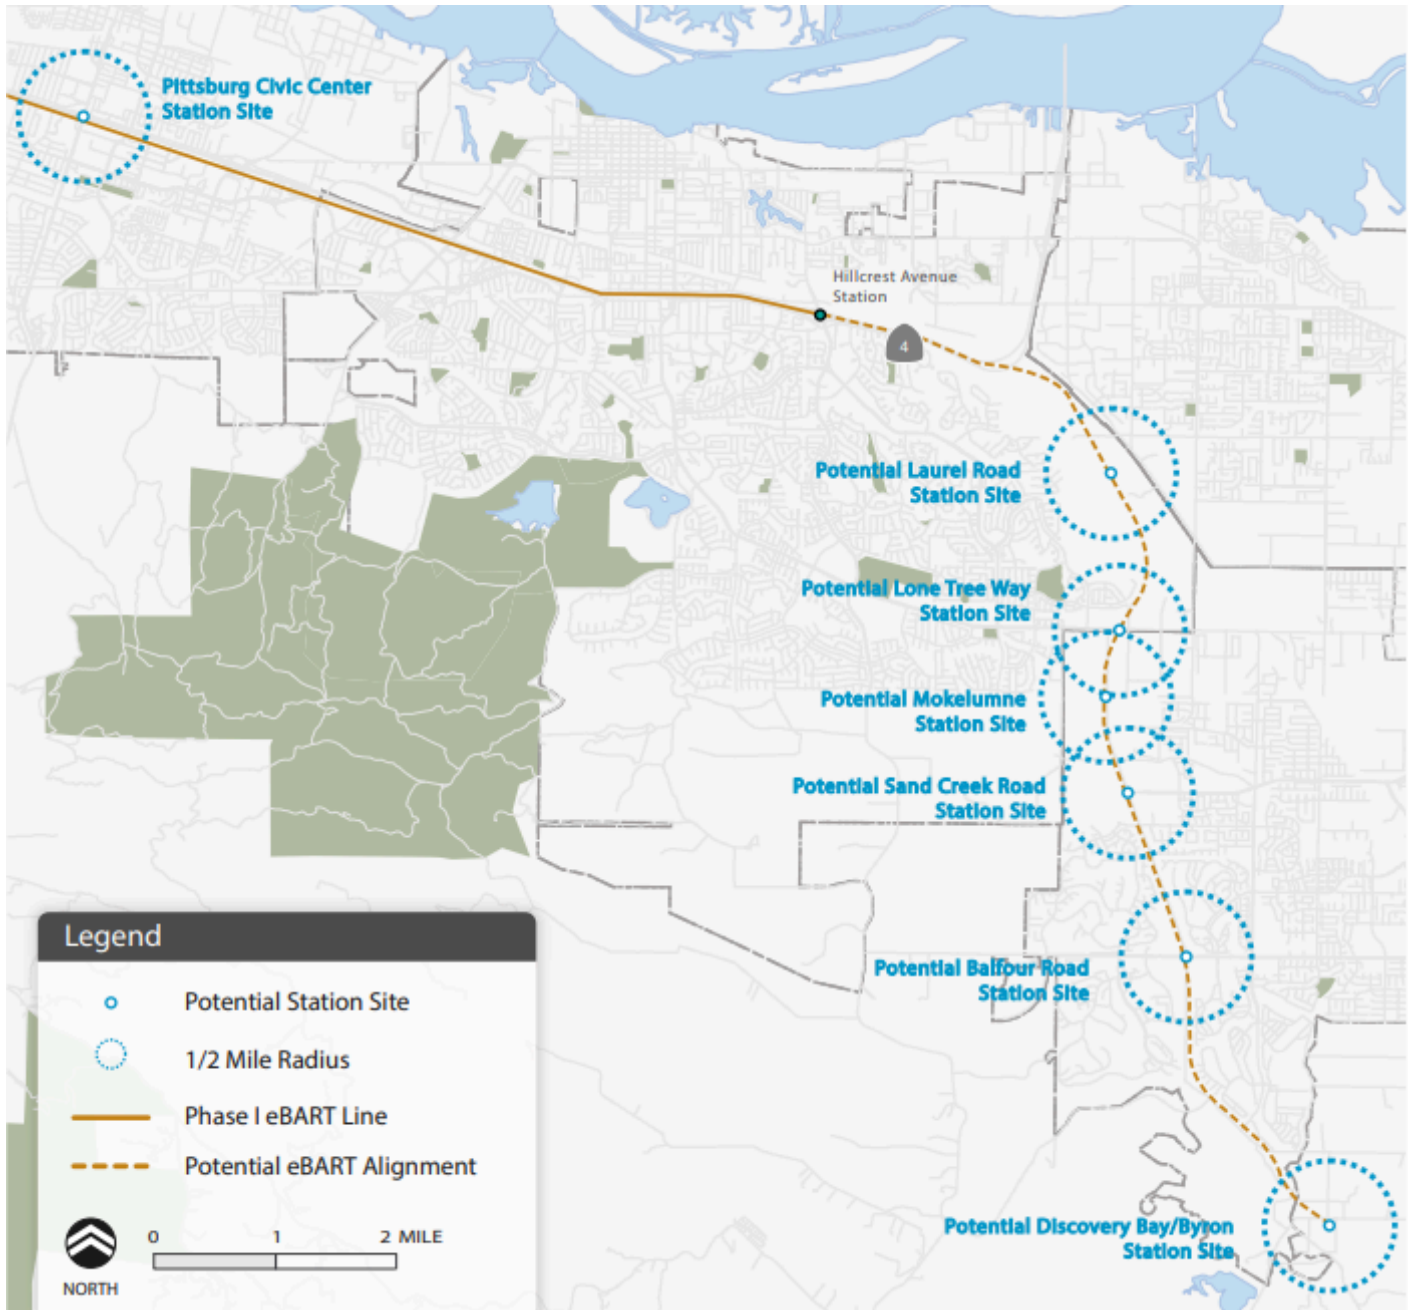 Pittsburg Civic Center
Station Site
Hillcrest Avenue
Station
4
Potential Laurel Road
Station Site
Potential Lone Tree Way
Station Site
Potential Mokelumne
Station Site
Potential Sand Creek Road
Station Site
Potential Balfour Road
Station Site
Potential Discovery Bay/Byron
Station Site
Legend
Potential Station Site
1/2 Mile Radius
Phase I eBART Line
Potential eBART Alignment
NORTH
0 1 2 MILE